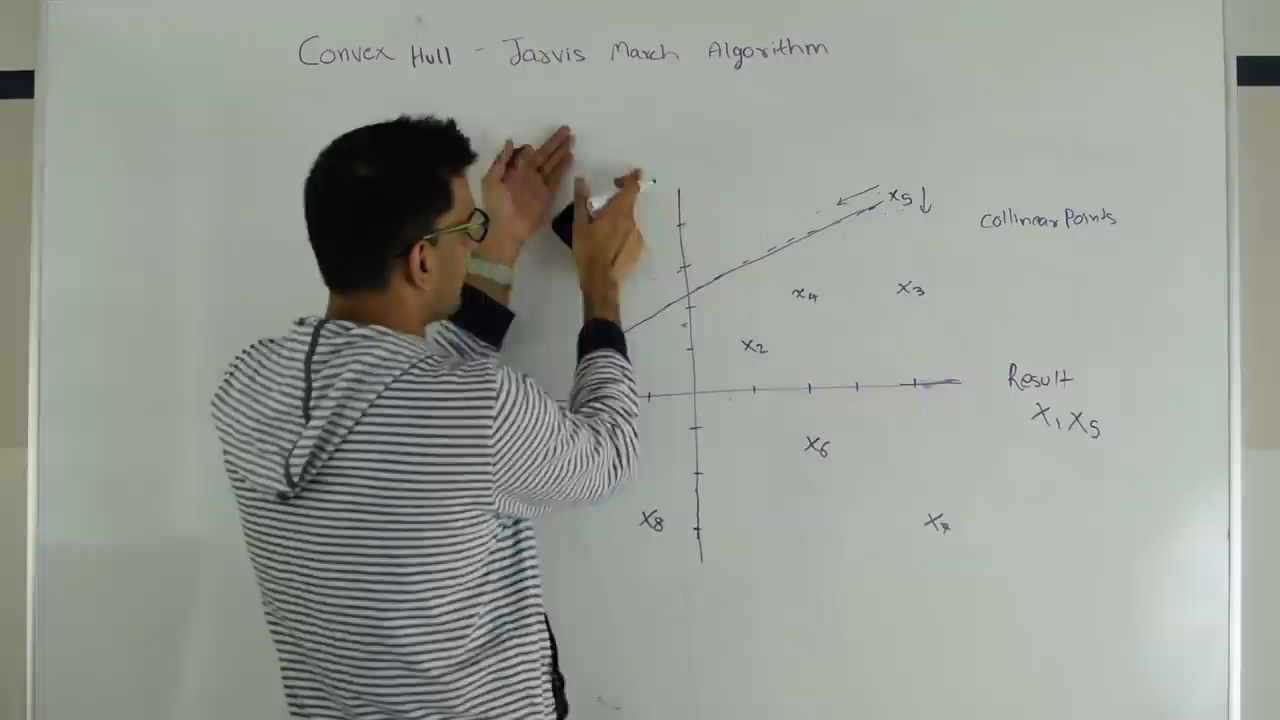 Convex Hull - Jarvis March Algorithm
X5
Collinear Points
X4
X3
X2
Result
X1 X5
X6
X8
X7